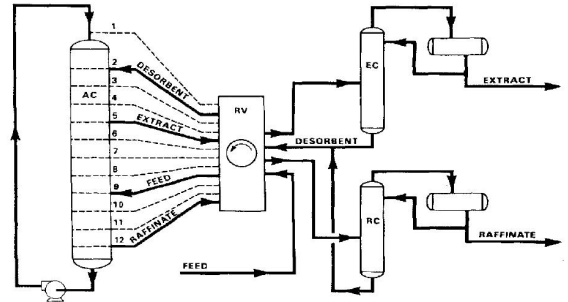 1
2
DESORBENT
3
AC
4
5
EXTRACT
6
7
8
9
FEED
10
11
12
RAFFINATE
RV
EC
EXTRACT
DESORBENT
RC
RAFFINATE
FEED